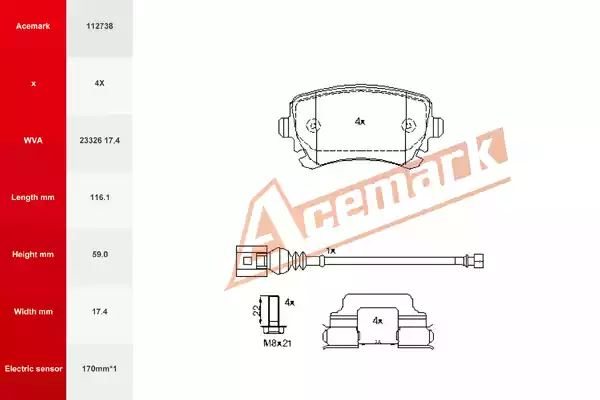 Acemark 112738
x 4X
WVA 23326 17.4
Length mm 116.1
Height mm 59.0
Width mm 17.4
Electric sensor 170mm*1
4x
Acemark
1x
22
4x
M8x21
4x